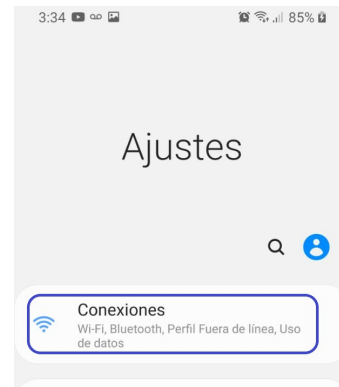 3:34 85%
Ajustes
Conexiones
Wi-Fi, Bluetooth, Perfil Fuera de línea, Uso
de datos